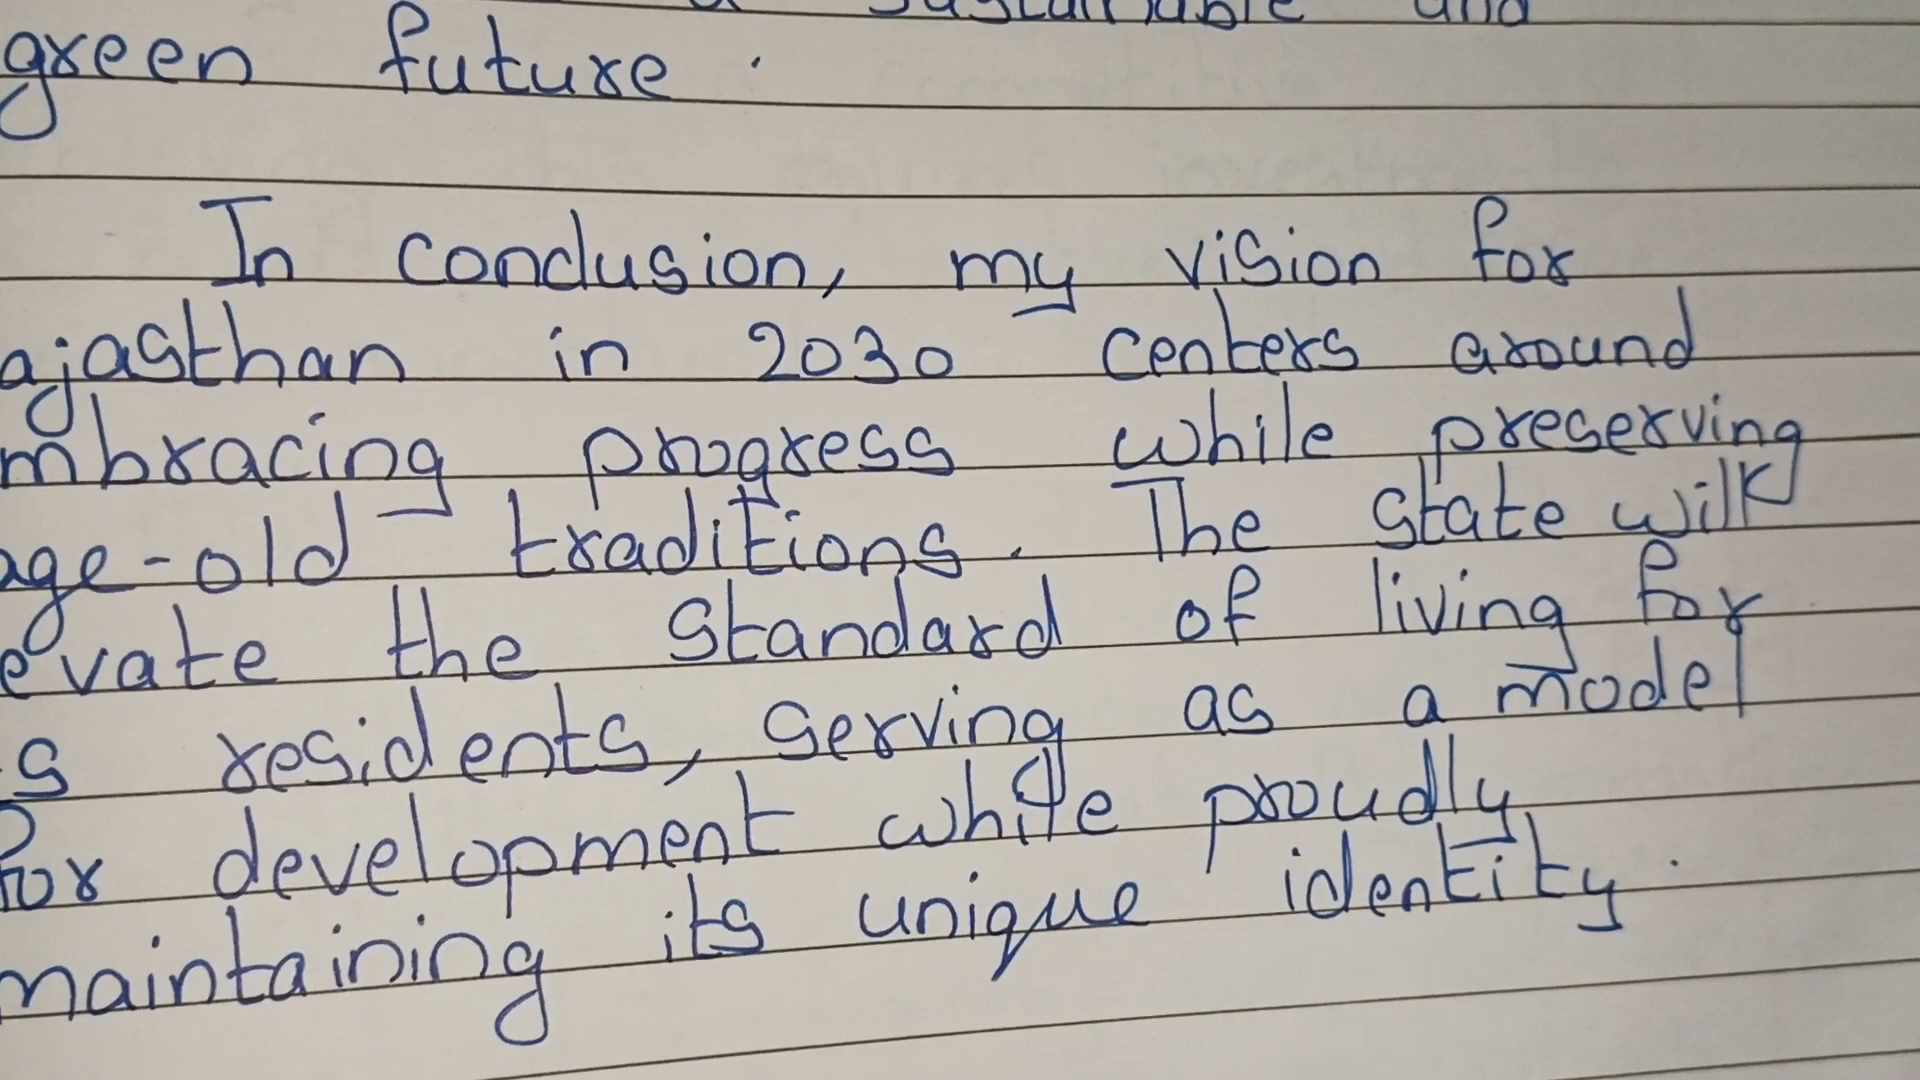 sustainable and
green future.
In conclusion, my vision for
ajasthan in 2030 centers around
mbracing progress while preserving
age-old traditions. The state will
evate the standard of living for
s residents, serving as a model
for development while proudly
maintaining its unique identity.